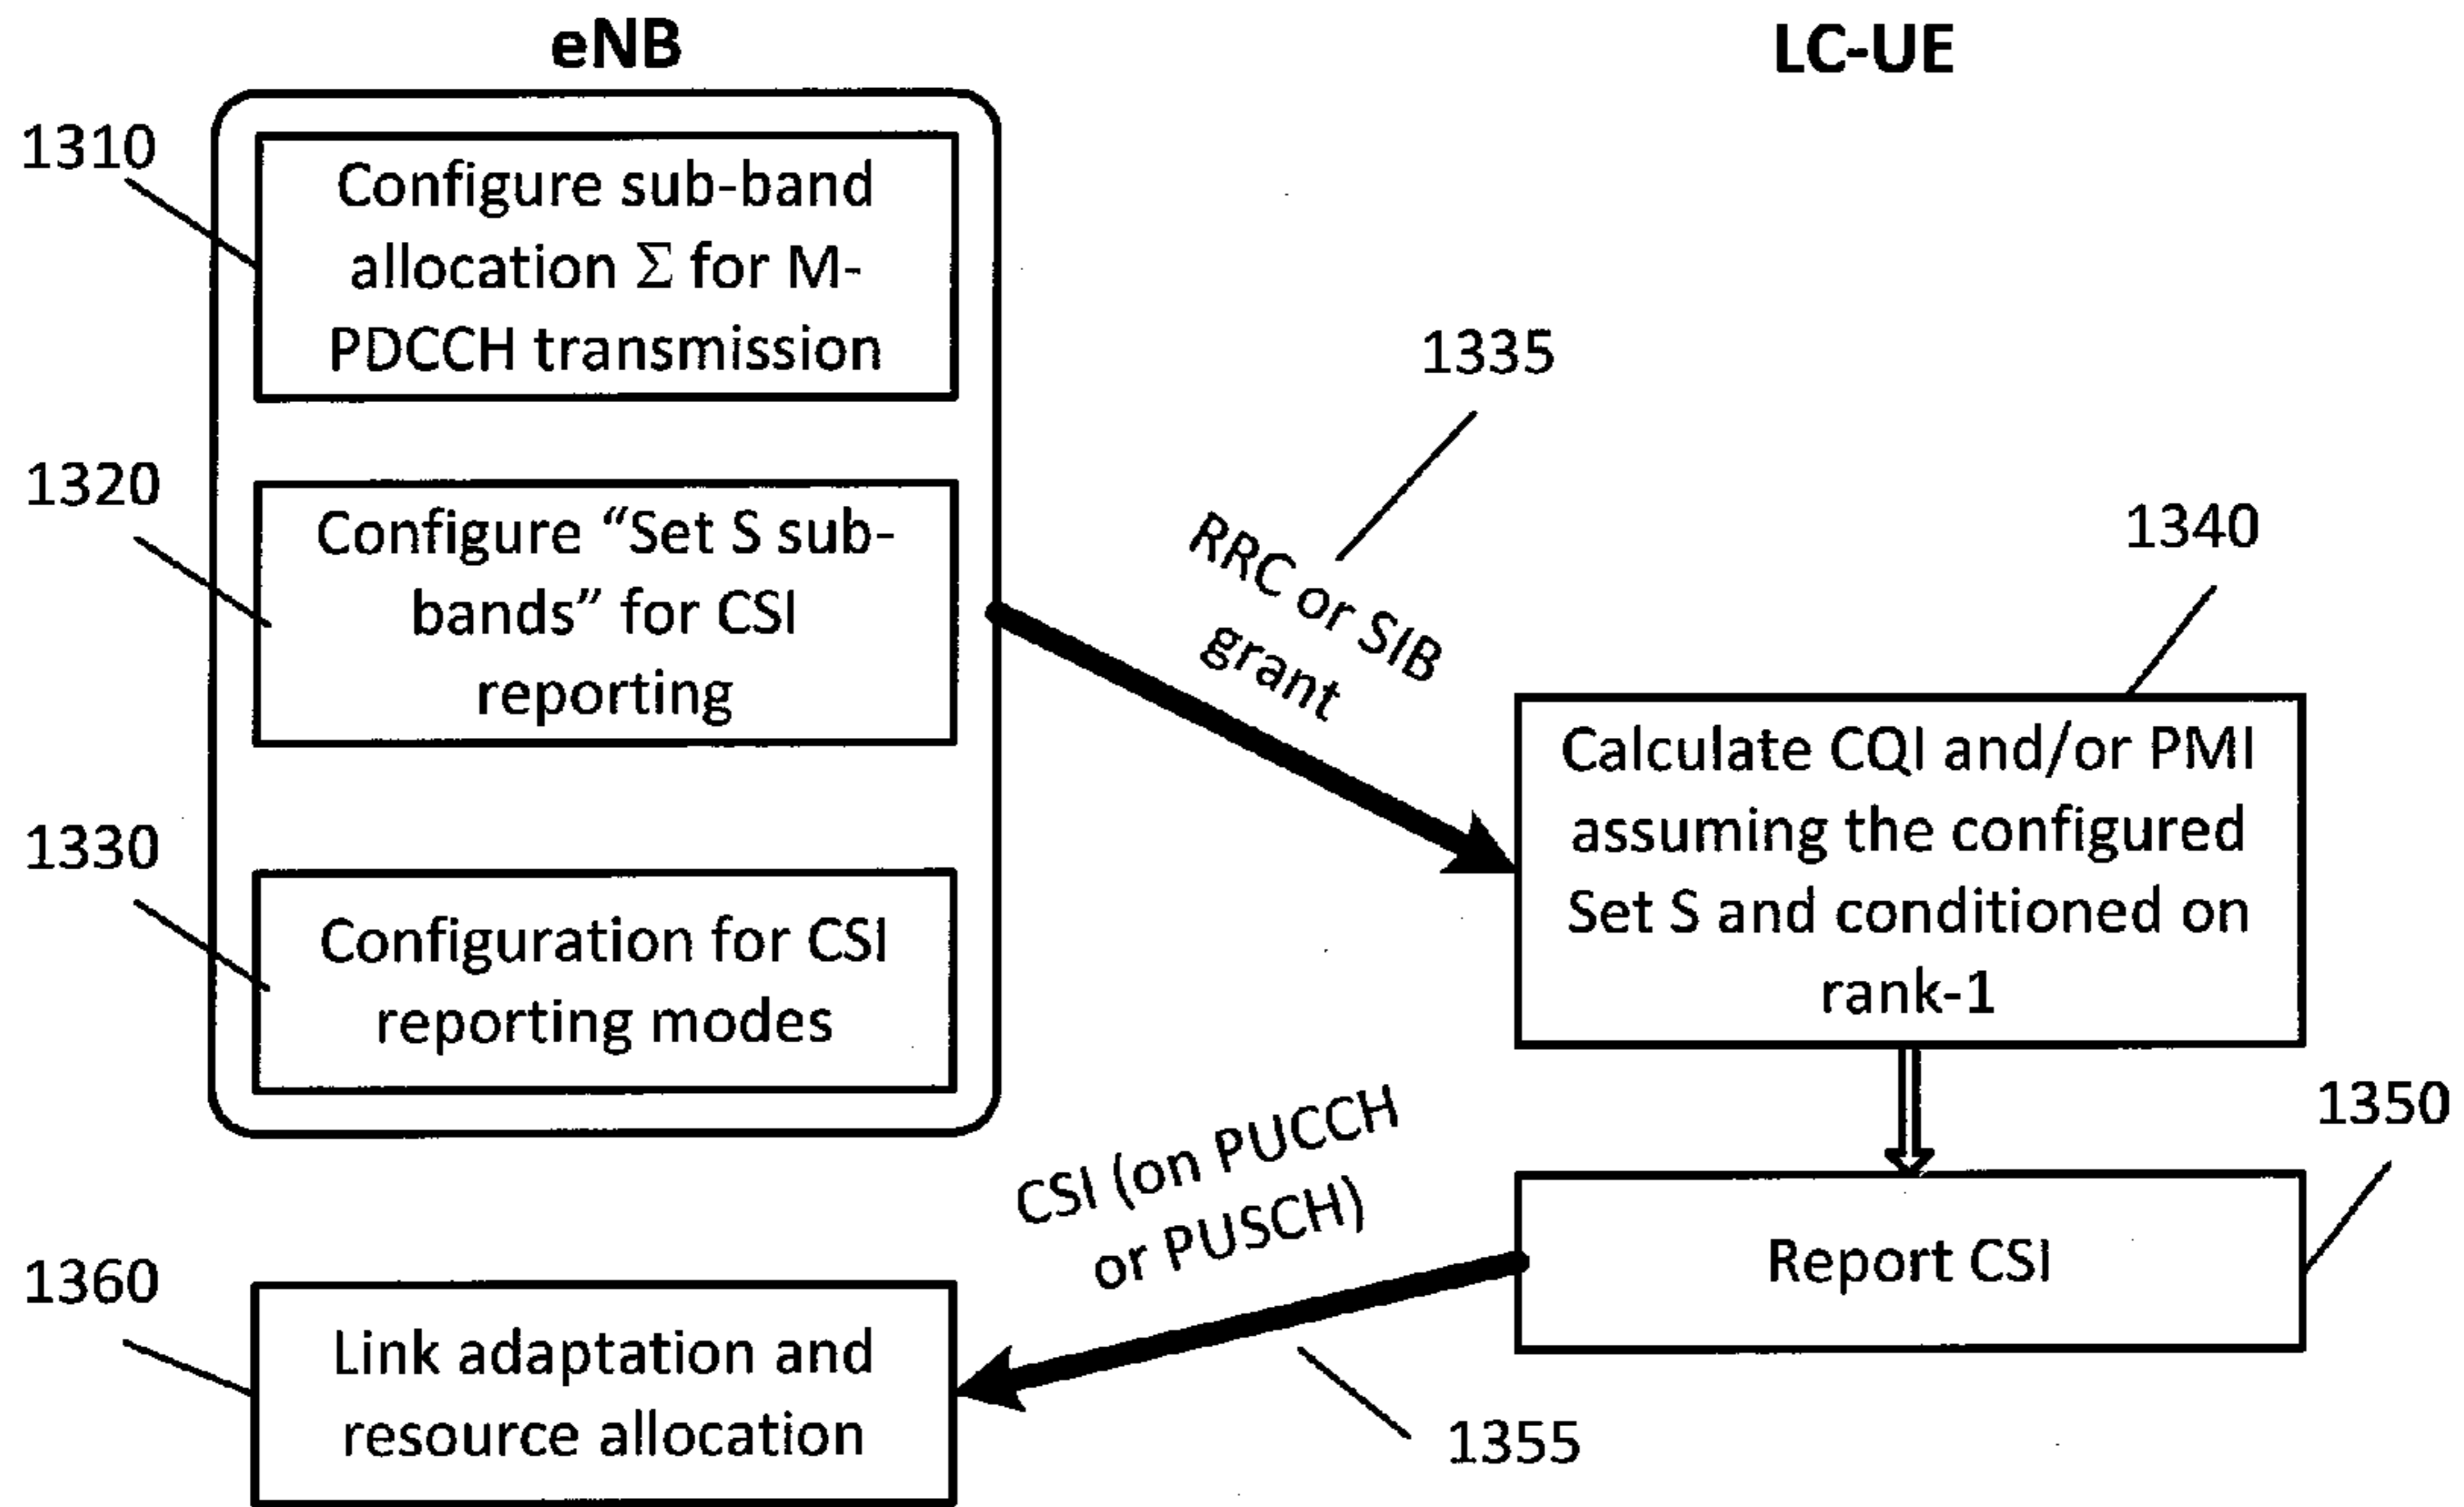 eNB
LC-UE
1310
Configure sub-band
allocation Σ for M-
PDCCH transmission
1320
Configure “Set S sub-
bands” for CSI
reporting
1330
Configuration for CSI
reporting modes
1335
RRC or SIB
grant
1340
Calculate CQI and/or PMI
assuming the configured
Set S and conditioned on
rank-1
1350
Report CSI
CSI (on PUCCH
or PUSCH)
1355
1360
Link adaptation and
resource allocation